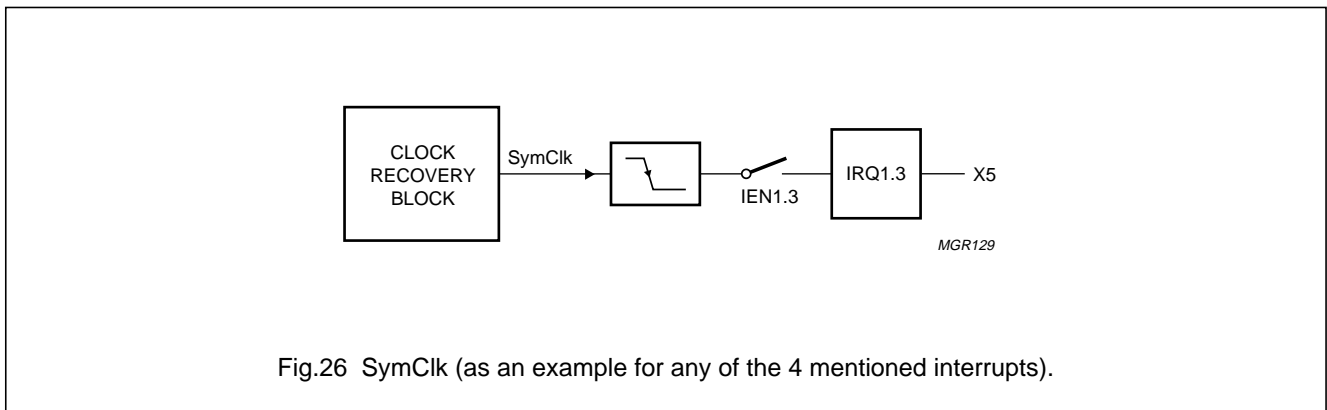 CLOCK
RECOVERY
BLOCK
SymClk
IEN1.3
IRQ1.3
X5
MGR129
Fig.26 SymClk (as an example for any of the 4 mentioned interrupts).